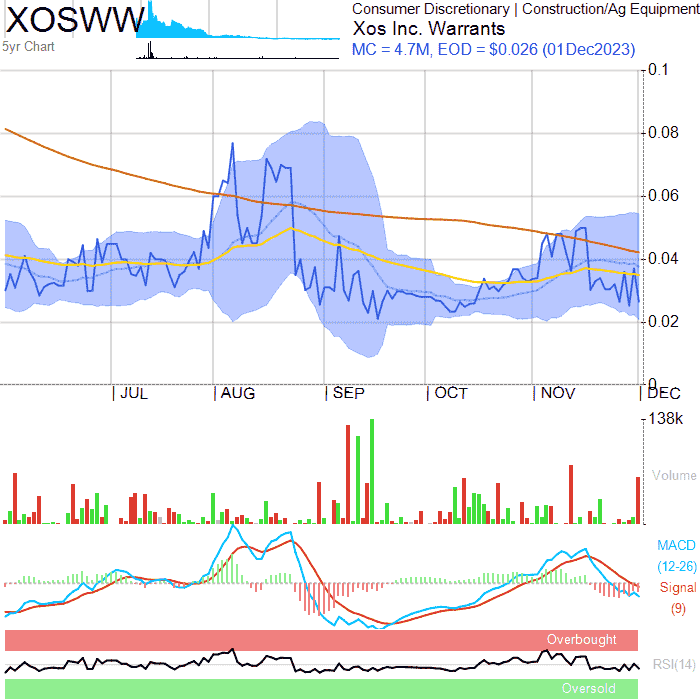 XOSWW
5yr Chart
Consumer Discretionary | Construction/Ag Equipment
Xos Inc. Warrants
MC = 4.7M, EOD = $0.026 (01Dec2023)
0.1
0.08
0.06
0.04
0.02
0
JUL AUG SEP OCT NOV DEC
138k
Volume
MACD
(12-26)
Signal
(9)
Overbought
RSI(14)
Oversold